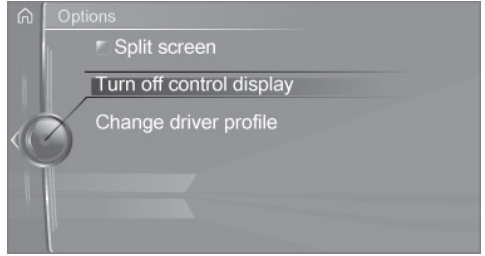 Options
Split screen
Turn off control display
Change driver profile